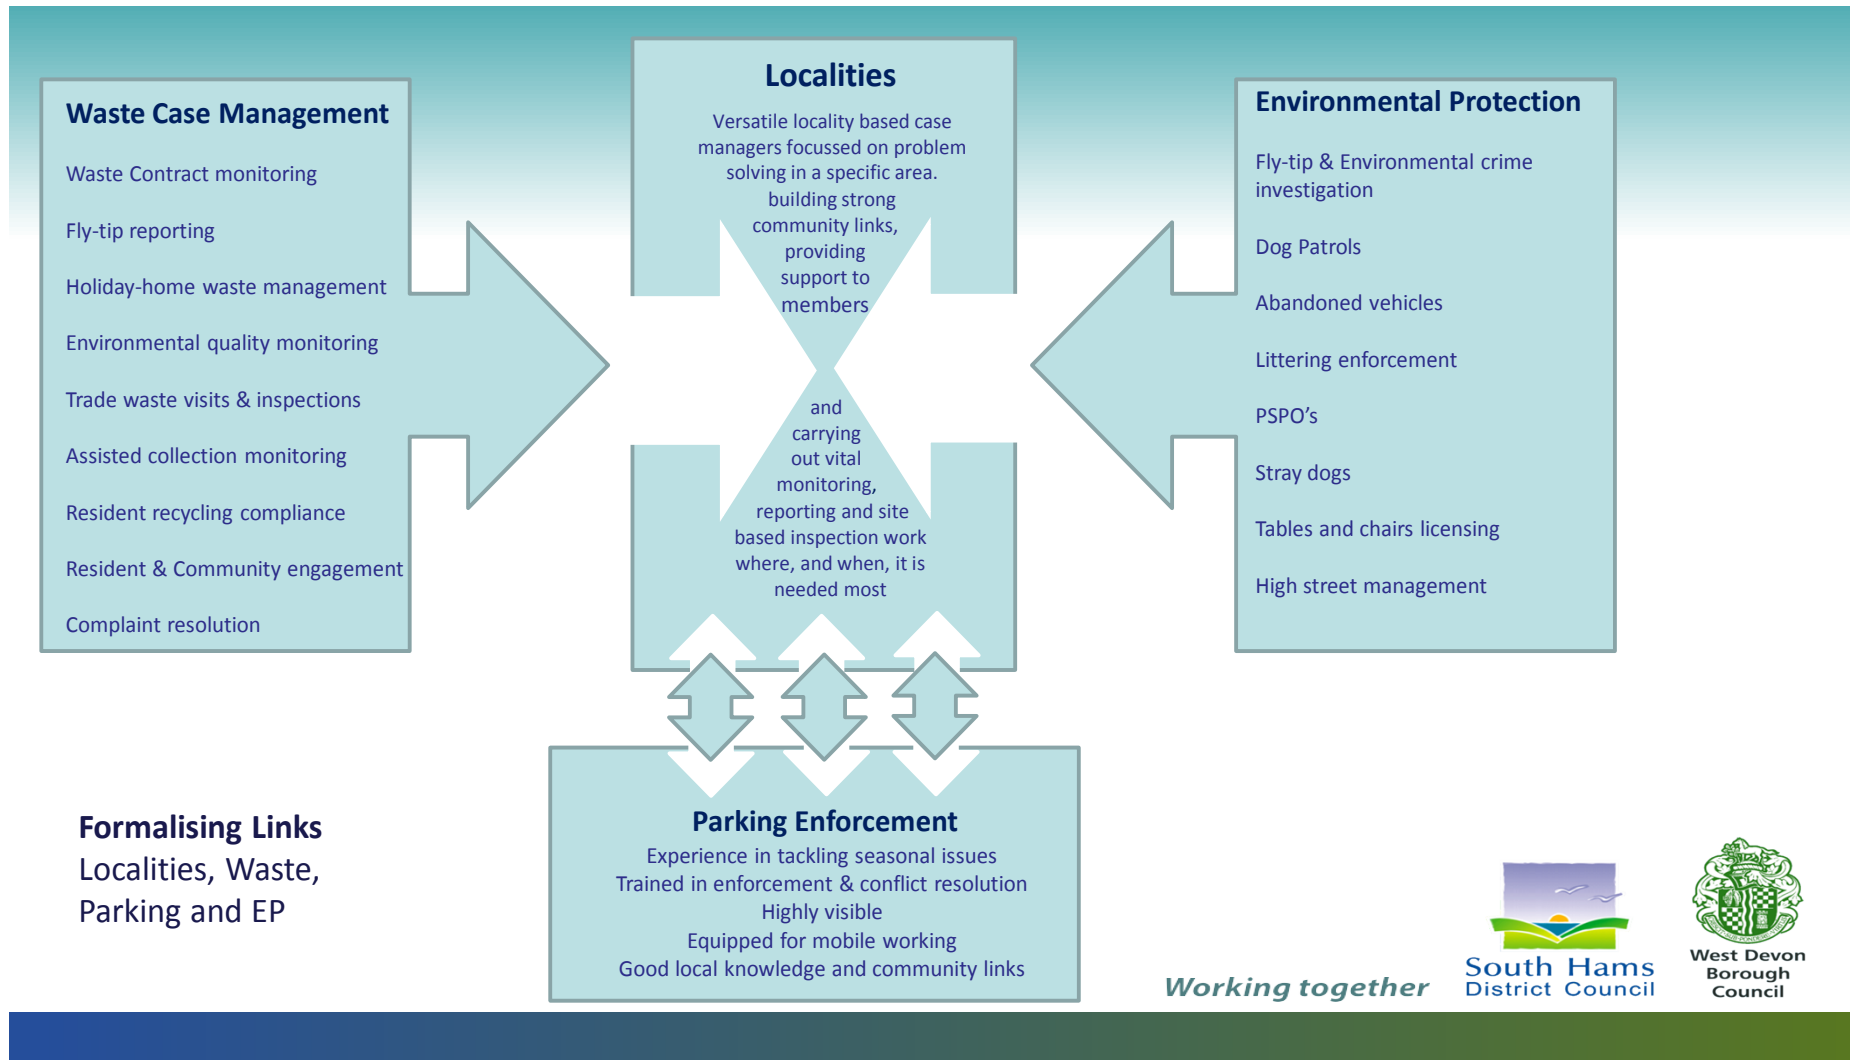 Waste Case Management
Waste Contract monitoring
Fly-tip reporting
Holiday-home waste management
Environmental quality monitoring
Trade waste visits & inspections
Assisted collection monitoring
Resident recycling compliance
Resident & Community engagement
Complaint resolution
Localities
Versatile locality based case
managers focussed on problem
solving in a specific area.
building strong
community links,
providing
support to
members
and
carrying
out vital
monitoring,
reporting and site
based inspection work
where, and when, it is
needed most
Environmental Protection
Fly-tip & Environmental crime
investigation
Dog Patrols
Abandoned vehicles
Littering enforcement
PSPO’s
Stray dogs
Tables and chairs licensing
High street management
Parking Enforcement
Experience in tackling seasonal issues
Trained in enforcement & conflict resolution
Highly visible
Equipped for mobile working
Good local knowledge and community links
Formalising Links
Localities, Waste,
Parking and EP
Working together
South Hams
District Council
West Devon
Borough
Council